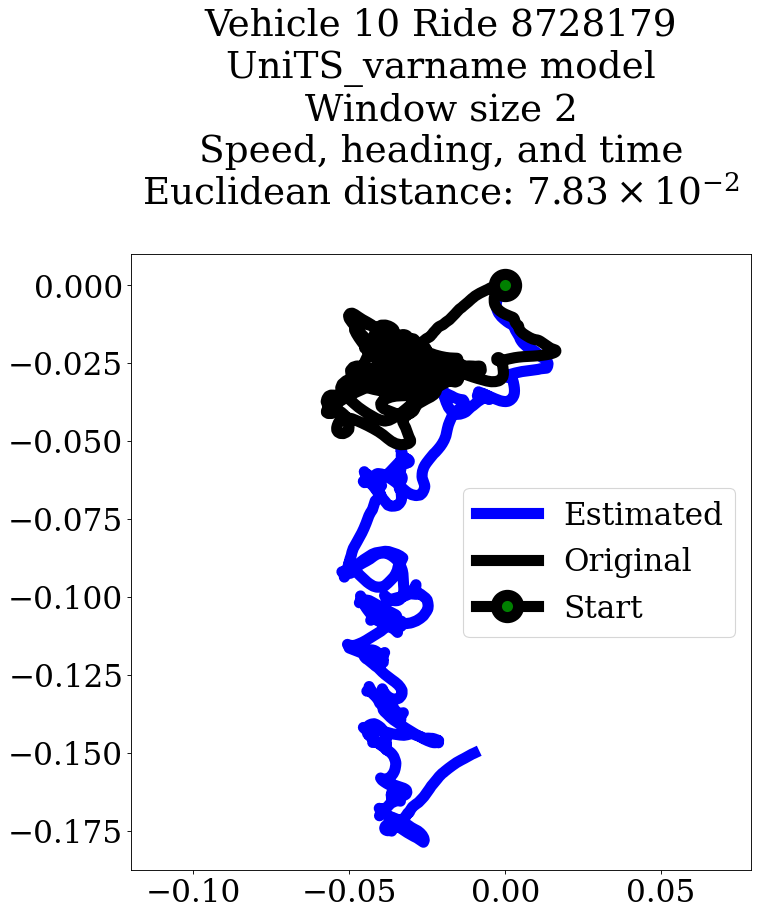 Vehicle 10 Ride 8728179
UniTS_varname model
Window size 2
Speed, heading, and time
Euclidean distance: 7.83 × 10⁻²
0.000
−0.025
−0.050
−0.075
−0.100
−0.125
−0.150
−0.175
Estimated
Original
Start
−0.10 −0.05 0.00 0.05